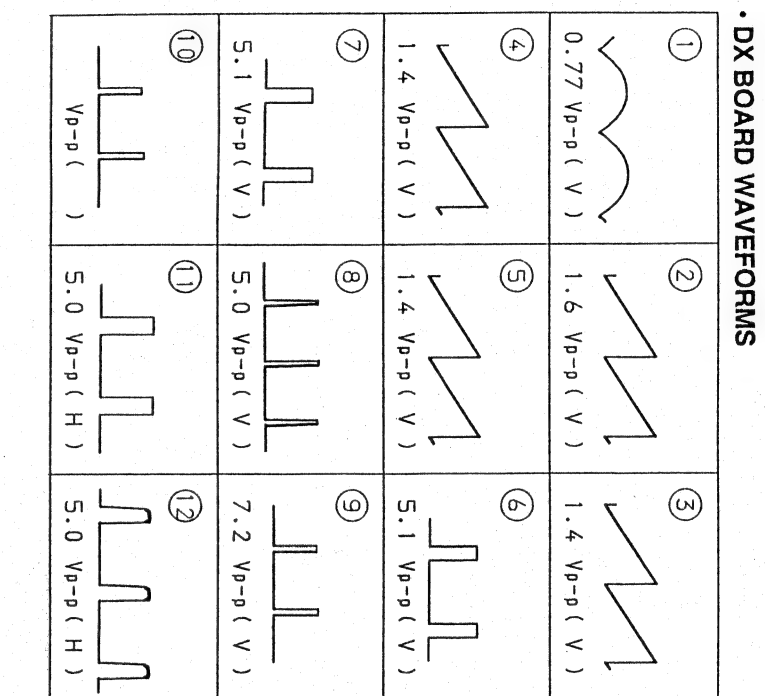 • DX BOARD WAVEFORMS
①
0.77 Vp-p ( V )
②
1.6 Vp-p ( V )
③
1.4 Vp-p ( V )
④
1.4 Vp-p ( V )
⑤
1.4 Vp-p ( V )
⑥
5.1 Vp-p ( V )
⑦
5.1 Vp-p ( V )
⑧
5.0 Vp-p ( V )
⑨
7.2 Vp-p ( V )
⑩
Vp-p ( )
⑪
5.0 Vp-p ( H )
⑫
5.0 Vp-p ( H )